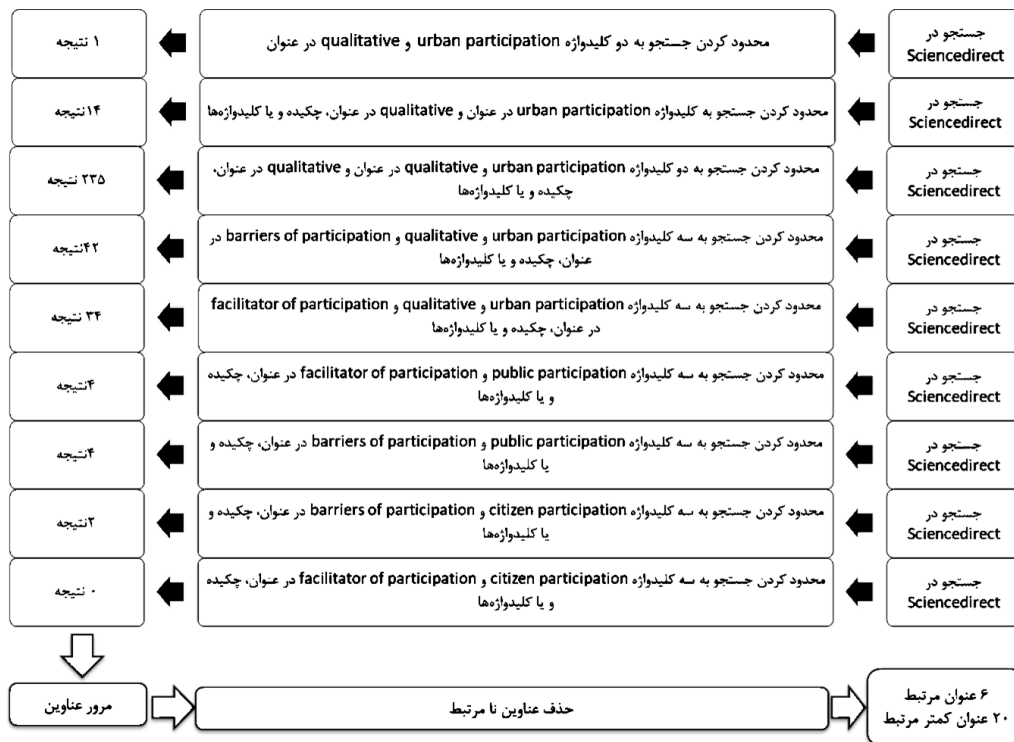 جستجو در
Sciencedirect
محدود کردن جستجو به دو کلیدواژه urban participation و qualitative در عنوان
۱ نتیجه
جستجو در
Sciencedirect
محدود کردن جستجو به کلیدواژه urban participation در عنوان و qualitative در عنوان، چکیده و یا کلیدواژه‌ها
۱۴نتیجه
جستجو در
Sciencedirect
محدود کردن جستجو به دو کلیدواژه urban participation و qualitative در عنوان و qualitative در عنوان،
چکیده و یا کلیدواژه‌ها
۲۳۵ نتیجه
جستجو در
Sciencedirect
محدود کردن جستجو به سه کلیدواژه urban participation و qualitative و barriers of participation در
عنوان، چکیده و یا کلیدواژه‌ها
۴۲نتیجه
جستجو در
Sciencedirect
محدود کردن جستجو به سه کلیدواژه urban participation و qualitative و facilitator of participation
در عنوان، چکیده و یا کلیدواژه‌ها
۳۴ نتیجه
جستجو در
Sciencedirect
محدود کردن جستجو به سه کلیدواژه public participation و facilitator of participation در عنوان، چکیده
و یا کلیدواژه‌ها
۴نتیجه
جستجو در
Sciencedirect
محدود کردن جستجو به سه کلیدواژه public participation و barriers of participation در عنوان، چکیده و
یا کلیدواژه‌ها
۴نتیجه
جستجو در
Sciencedirect
محدود کردن جستجو به سه کلیدواژه citizen participation و barriers of participation در عنوان، چکیده و
یا کلیدواژه‌ها
۲نتیجه
جستجو در
Sciencedirect
محدود کردن جستجو به سه کلیدواژه citizen participation و facilitator of participation در عنوان، چکیده
و یا کلیدواژه‌ها
۰ نتیجه
مرور عناوین
حذف عناوین نا مرتبط
۶ عنوان مرتبط
۲۰ عنوان کمتر مرتبط